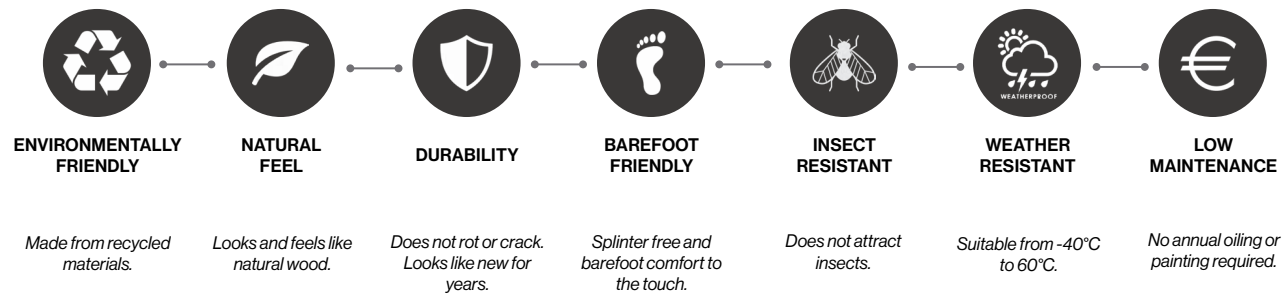 WEATHERPROOF
ENVIRONMENTALLY
FRIENDLY
NATURAL
FEEL
DURABILITY
BAREFOOT
FRIENDLY
INSECT
RESISTANT
WEATHER
RESISTANT
LOW
MAINTENANCE
Made from recycled
materials.
Looks and feels like
natural wood.
Does not rot or crack.
Looks like new for
years.
Splinter free and
barefoot comfort to
the touch.
Does not attract
insects.
Suitable from -40°C
to 60°C.
No annual oiling or
painting required.